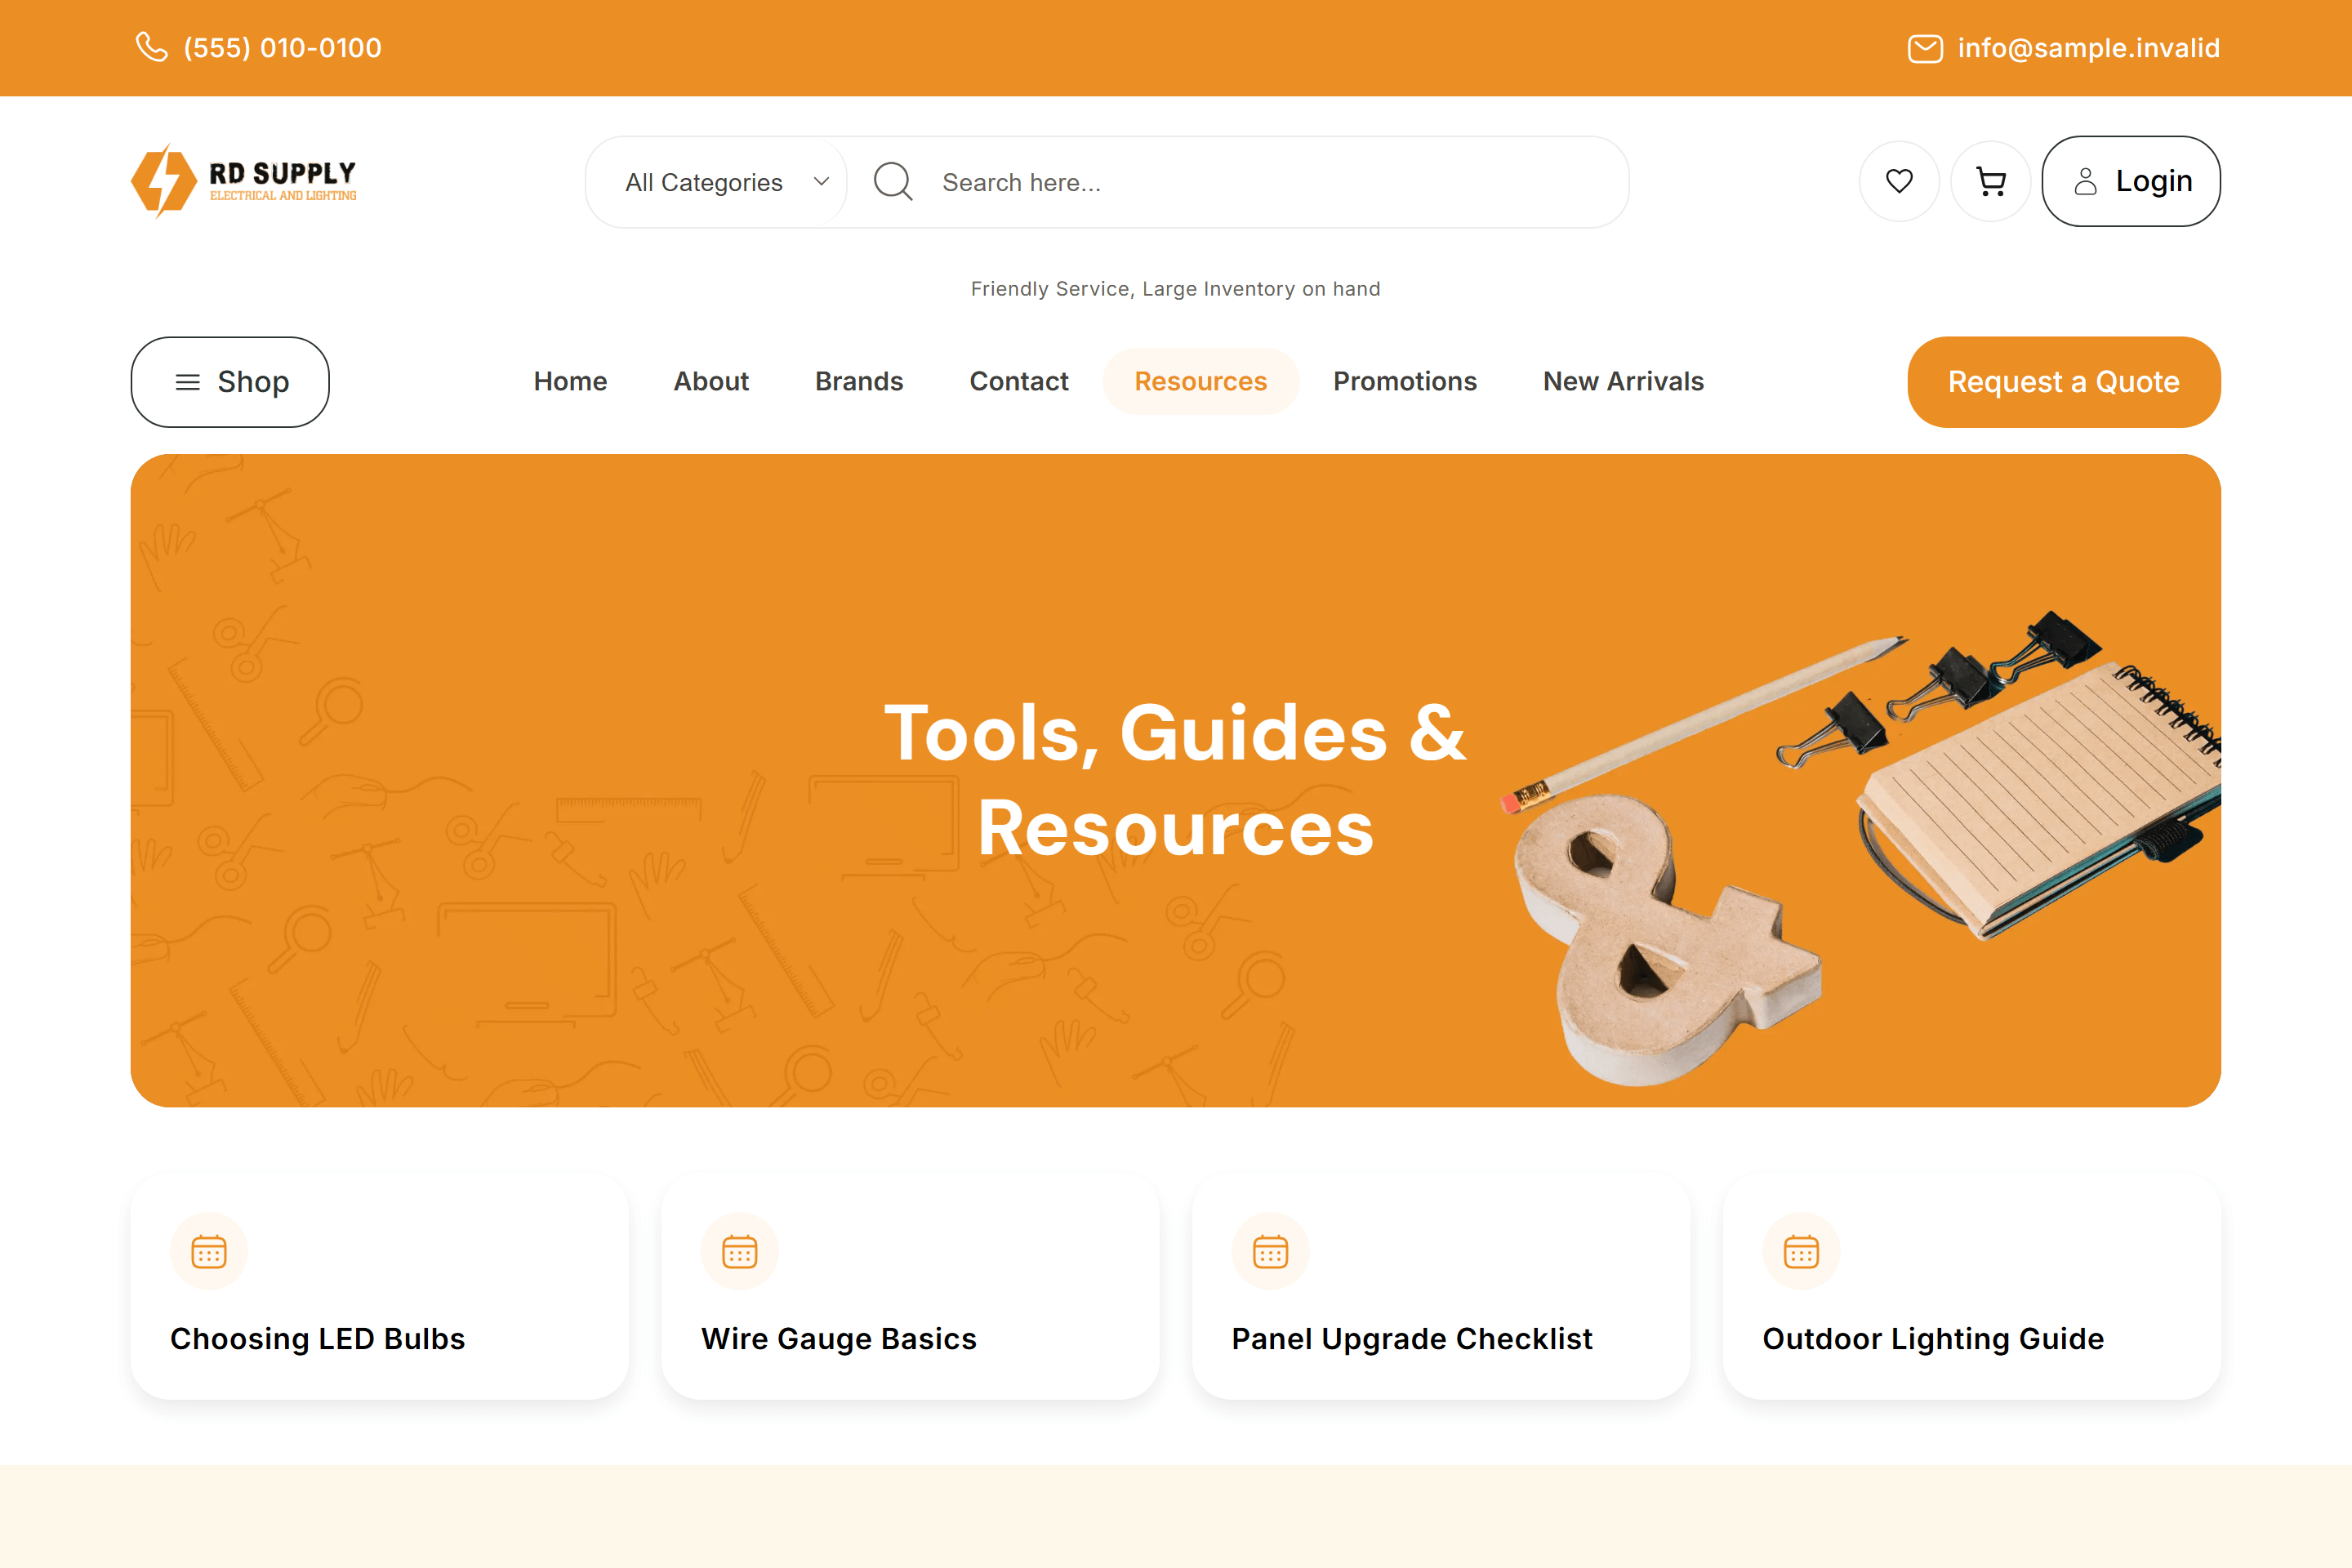 (555) 010-0100
info@sample.invalid
RD SUPPLY
ELECTRICAL AND LIGHTING
All Categories
Search here...
Login
Friendly Service, Large Inventory on hand
Shop
Home
About
Brands
Contact
Resources
Promotions
New Arrivals
Request a Quote
Tools, Guides &
Resources
Choosing LED Bulbs
Wire Gauge Basics
Panel Upgrade Checklist
Outdoor Lighting Guide